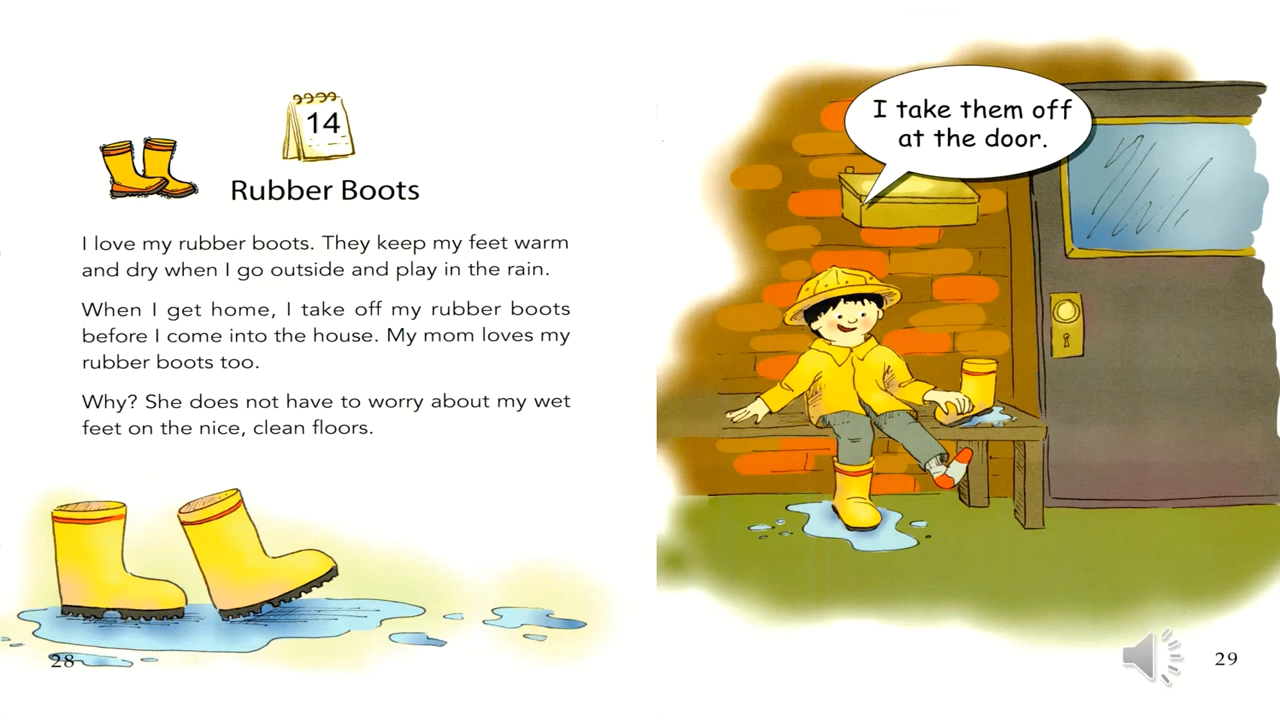 14
Rubber Boots
I love my rubber boots. They keep my feet warm
and dry when I go outside and play in the rain.
When I get home, I take off my rubber boots
before I come into the house. My mom loves my
rubber boots too.
Why? She does not have to worry about my wet
feet on the nice, clean floors.
28
I take them off
at the door.
29